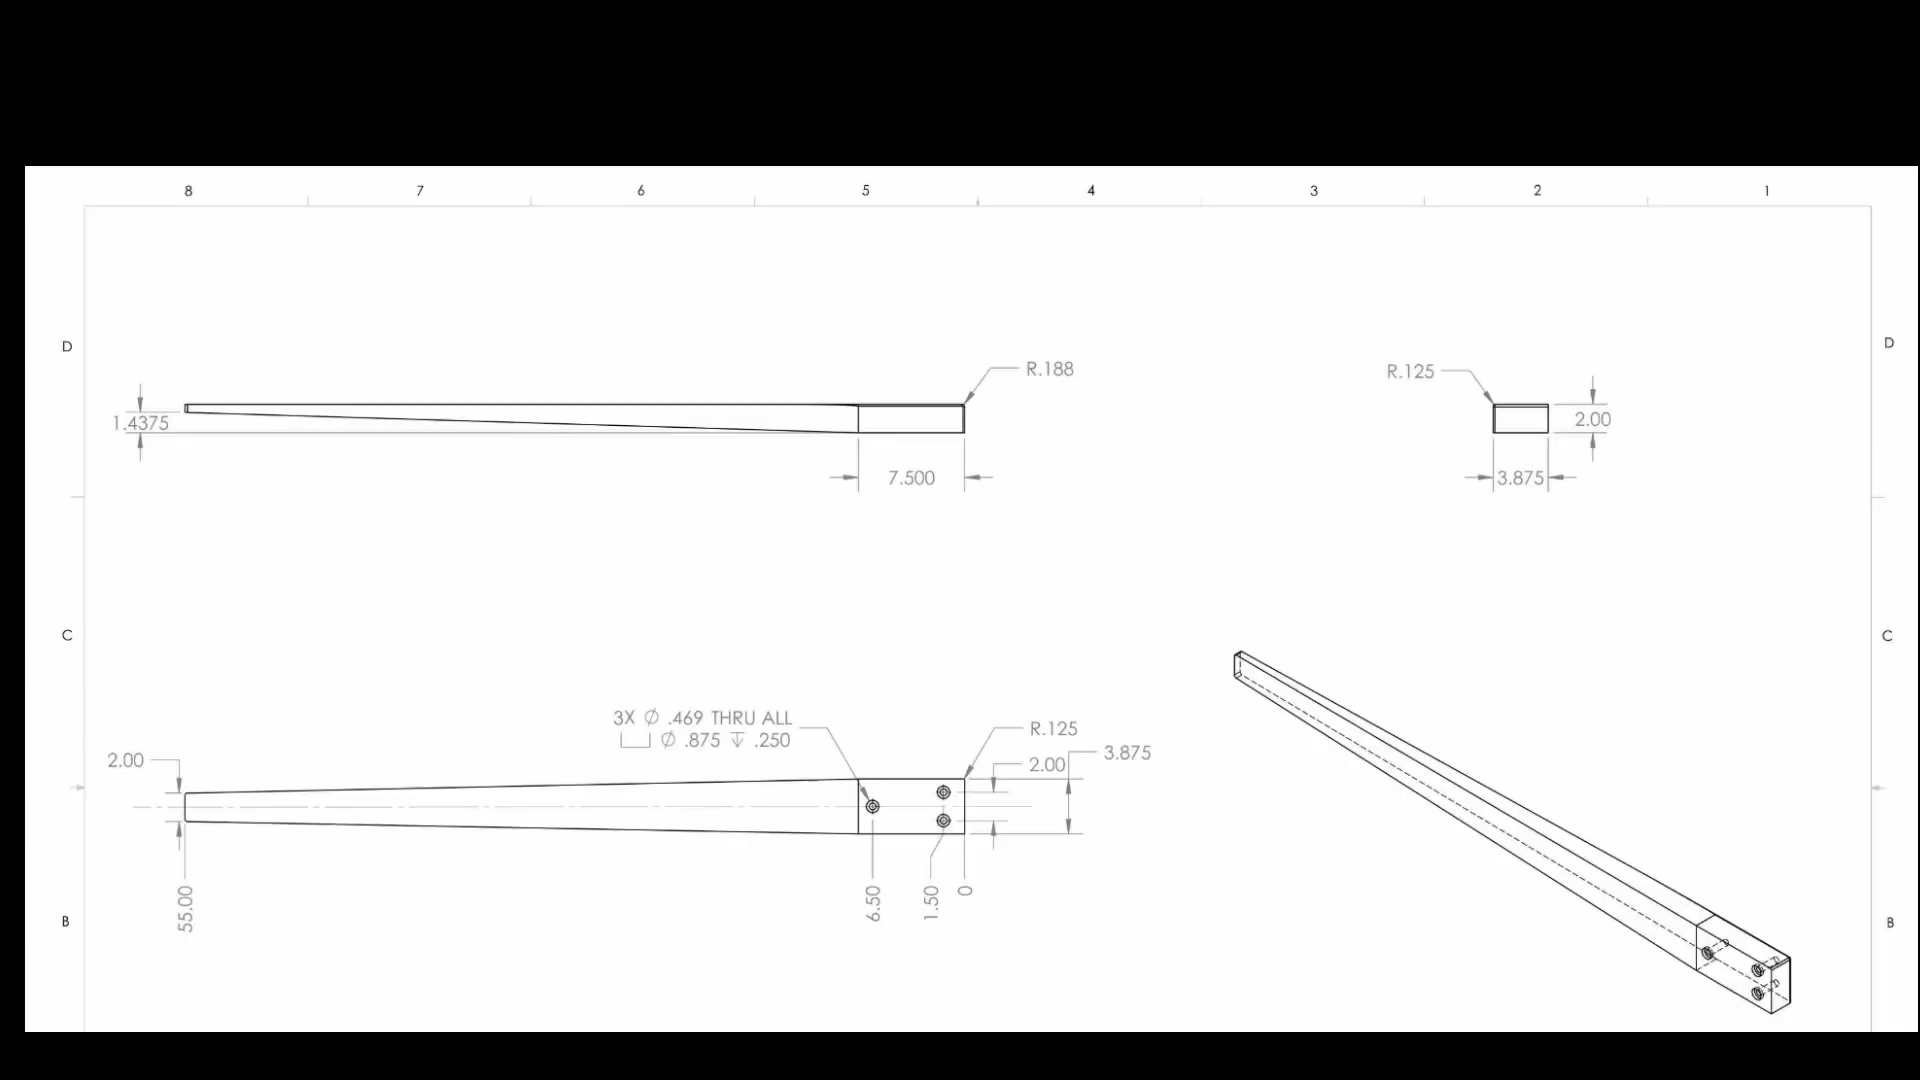 8 7 6 5 4 3 2 1
D D
R.188
R.125
1.4375
2.00
7.500
3.875
C C
3X Ø .469 THRU ALL
⌴ Ø .875 ↧ .250
R.125
3.875
2.00
2.00
55.00
6.50
1.50
0
B B